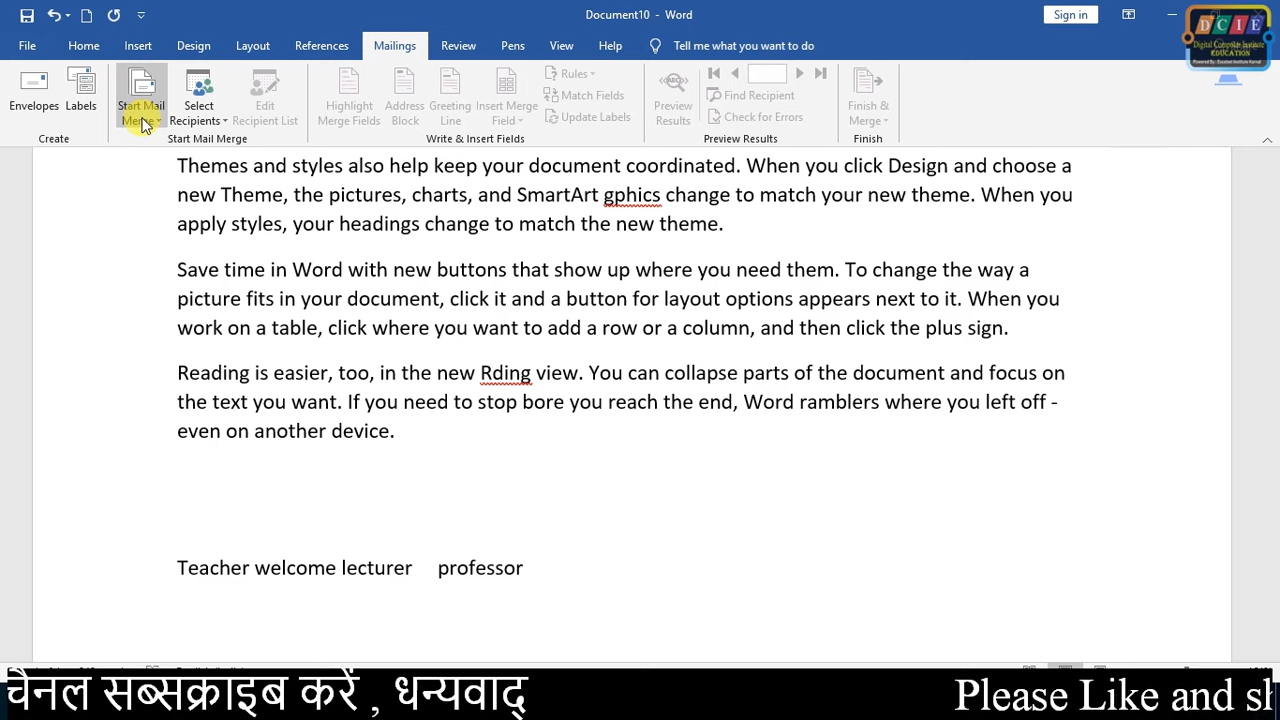 Document10 - Word
Sign in
File Home Insert Design Layout References Mailings Review Pens View Help Tell me what you want to do
DCIE
Digital Compute Institute
EDUCATION
Envelopes
Labels
Create
Start Mail
Merge
Select
Recipients
Edit
Recipient List
Start Mail Merge
Highlight
Merge Fields
Address
Block
Greeting
Line
Insert Merge
Field
Rules
Match Fields
Update Labels
Write & Insert Fields
Preview
Results
Find Recipient
Check for Errors
Preview Results
Finish &
Merge
Finish
Themes and styles also help keep your document coordinated. When you click Design and choose a
new Theme, the pictures, charts, and SmartArt gphics change to match your new theme. When you
apply styles, your headings change to match the new theme.
Save time in Word with new buttons that show up where you need them. To change the way a
picture fits in your document, click it and a button for layout options appears next to it. When you
work on a table, click where you want to add a row or a column, and then click the plus sign.
Reading is easier, too, in the new Rding view. You can collapse parts of the document and focus on
the text you want. If you need to stop bore you reach the end, Word ramblers where you left off -
even on another device.
Teacher welcome lecturer professor
चैनल सब्सक्राइब करें , धन्यवाद्
Please Like and sh